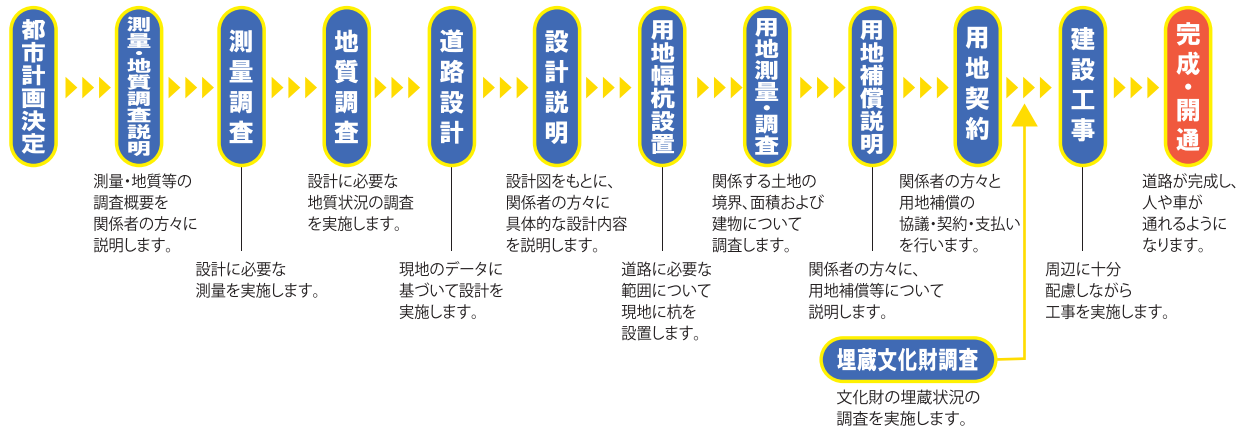 都市計画決定
測量・地質調査説明
測量調査
地質調査
道路設計
設計説明
用地幅杭設置
用地測量・調査
用地補償説明
用地契約
建設工事
完成・開通
測量・地質等の
調査概要を
関係者の方々に
説明します。
設計に必要な
測量を実施します。
設計に必要な
地質状況の調査
を実施します。
現地のデータに
基づいて設計を
実施します。
設計図をもとに、
関係者の方々に
具体的な設計内容
を説明します。
道路に必要な
範囲について
現地に杭を
設置します。
関係する土地の
境界、面積および
建物について
調査します。
関係者の方々に、
用地補償等について
説明します。
関係者の方々と
用地補償の
協議・契約・支払い
を行います。
周辺に十分
配慮しながら
工事を実施します。
道路が完成し、
人や車が
通れるように
なります。
埋蔵文化財調査
文化財の埋蔵状況の
調査を実施します。